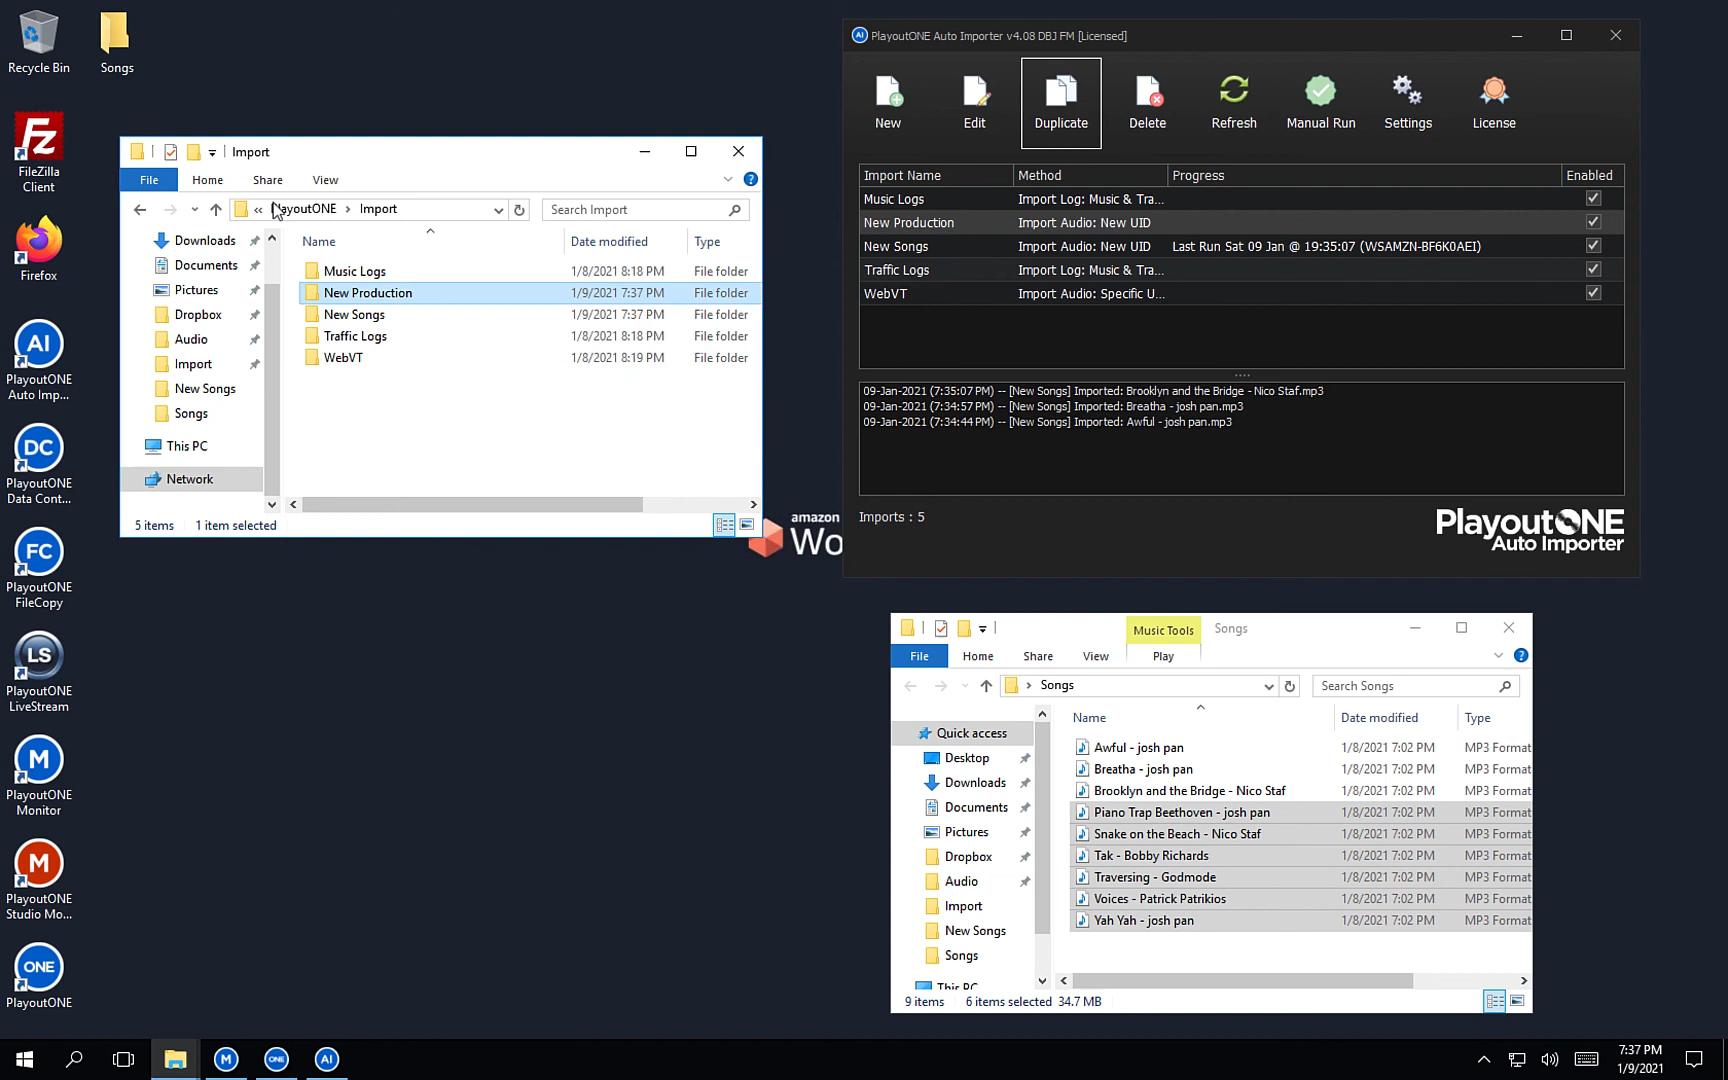 Recycle Bin
Songs
FileZilla
Client
Firefox
PlayoutONE
Auto Imp...
PlayoutONE
Data Cont...
PlayoutONE
FileCopy
PlayoutONE
LiveStream
PlayoutONE
Monitor
PlayoutONE
Studio Mo...
PlayoutONE
AI
DC
FC
LS
M
M
ONE
Import
File
Home
Share
View
« PlayoutONE > Import
Search Import
Downloads
Documents
Pictures
Dropbox
Audio
Import
New Songs
Songs
This PC
Network
Name Date modified Type
Music Logs 1/8/2021 8:18 PM File folder
New Production 1/9/2021 7:37 PM File folder
New Songs 1/9/2021 7:37 PM File folder
Traffic Logs 1/8/2021 8:18 PM File folder
WebVT 1/8/2021 8:19 PM File folder
5 items 1 item selected
amazon
Wo
AI PlayoutONE Auto Importer v4.08 DBJ FM [Licensed]
New
Edit
Duplicate
Delete
Refresh
Manual Run
Settings
License
Import Name Method Progress Enabled
Music Logs Import Log: Music & Tra...
New Production Import Audio: New UID
New Songs Import Audio: New UID Last Run Sat 09 Jan @ 19:35:07 (WSAMZN-BF6K0AEI)
Traffic Logs Import Log: Music & Tra...
WebVT Import Audio: Specific U...
09-Jan-2021 (7:35:07 PM) -- [New Songs] Imported: Brooklyn and the Bridge - Nico Staf.mp3
09-Jan-2021 (7:34:57 PM) -- [New Songs] Imported: Breatha - josh pan.mp3
09-Jan-2021 (7:34:44 PM) -- [New Songs] Imported: Awful - josh pan.mp3
Imports : 5
PlayoutONE
Auto Importer
Music Tools
Songs
File
Home
Share
View
Play
> Songs
Search Songs
Quick access
Desktop
Downloads
Documents
Pictures
Dropbox
Audio
Import
New Songs
Songs
This PC
Name Date modified Type
Awful - josh pan 1/8/2021 7:02 PM MP3 Format
Breatha - josh pan 1/8/2021 7:02 PM MP3 Format
Brooklyn and the Bridge - Nico Staf 1/8/2021 7:02 PM MP3 Format
Piano Trap Beethoven - josh pan 1/8/2021 7:02 PM MP3 Format
Snake on the Beach - Nico Staf 1/8/2021 7:02 PM MP3 Format
Tak - Bobby Richards 1/8/2021 7:02 PM MP3 Format
Traversing - Godmode 1/8/2021 7:02 PM MP3 Format
Voices - Patrick Patrikios 1/8/2021 7:02 PM MP3 Format
Yah Yah - josh pan 1/8/2021 7:02 PM MP3 Format
9 items 6 items selected 34.7 MB
M
ONE
AI
7:37 PM
1/9/2021